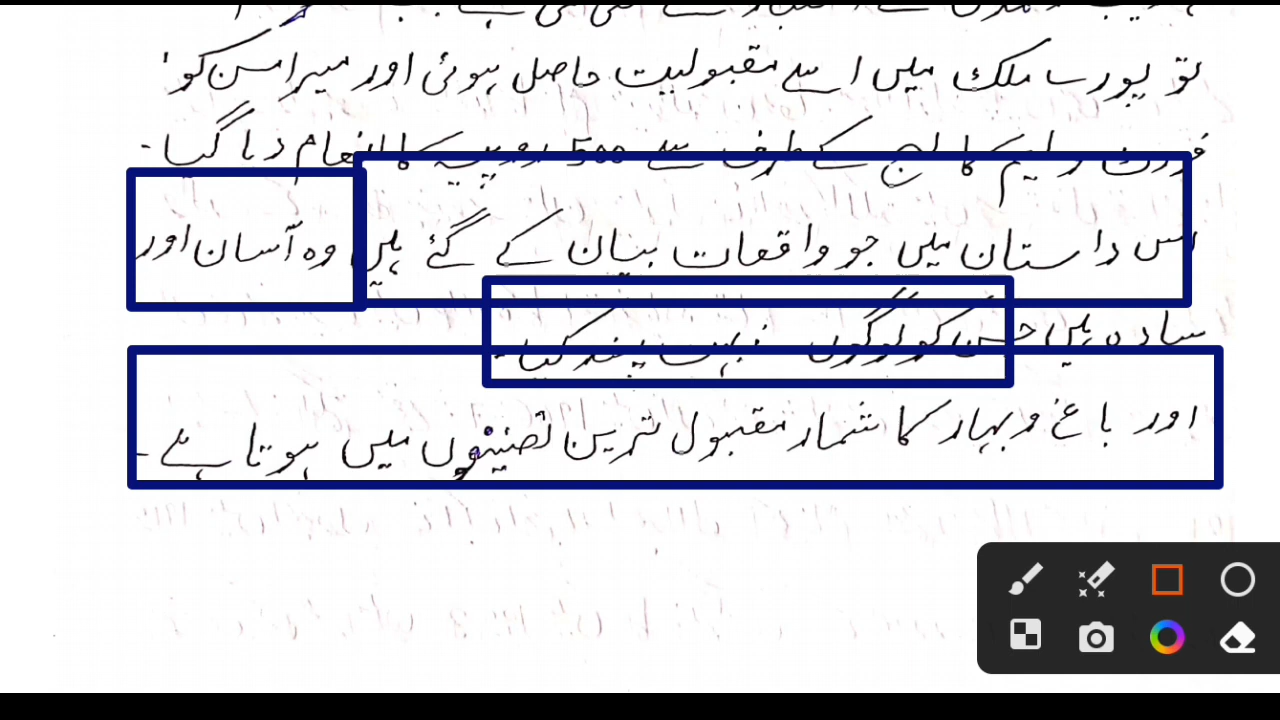 تو پورے ملک میں اسے مقبولیت حاصل ہوئی اور میرامن کو
فورٹ ولیم کالج کے طرف سے 500 روپیہ کا انعام دیا گیا۔
اس داستان میں جو واقعات بیان کے گئے ہیں وہ آسان اور
سادہ ہیں جس کو لوگوں نے بہت پسند کیا۔
اور باغ و بہار کا شمار مقبول ترین تصنیفوں میں ہوتا ہے۔